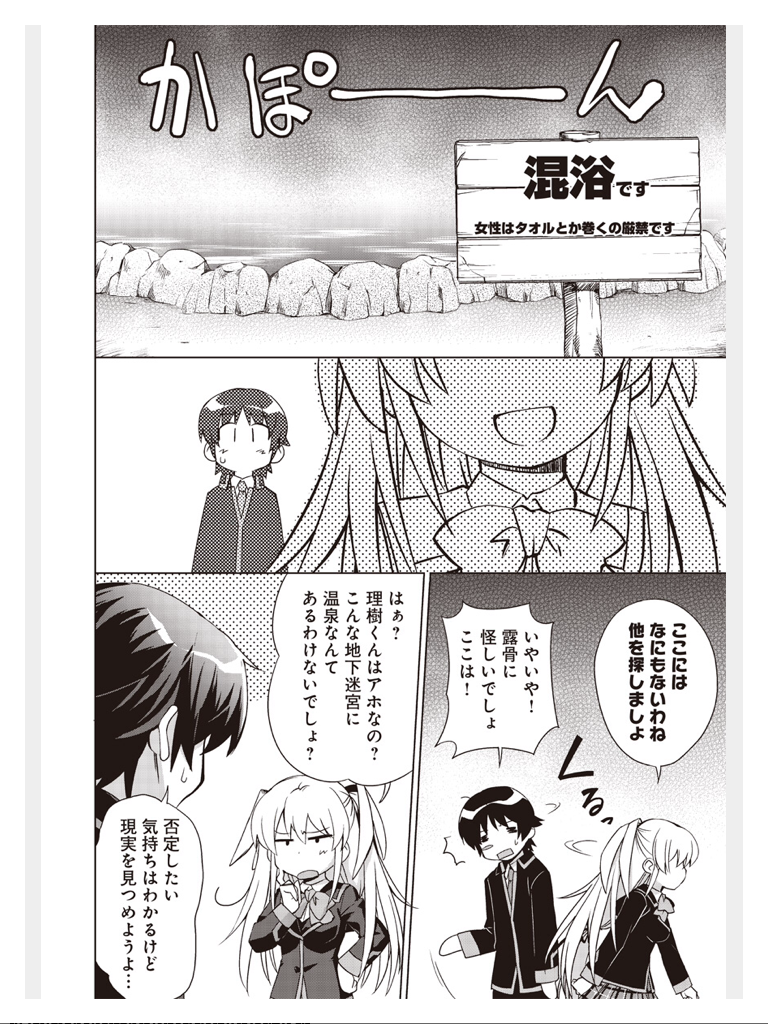 かぽーーん
混浴です
女性はタオルとか巻くの厳禁です
ここには
なにもないわね
他を探しましょ
いやいや！
露骨に
怪しいでしょ
ここは！
くるっ
はぁ？
理樹くんはアホなの？
こんな地下迷宮に
温泉なんて
あるわけないでしょ？
否定したい
気持ちはわかるけど
現実を見つめようよ…